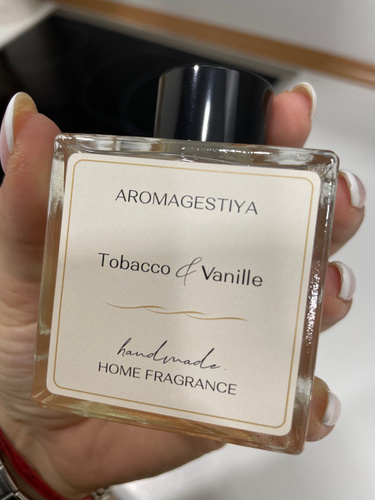 AROMAGESTIYA
Tobacco & Vanille
handmade.
HOME FRAGRANCE